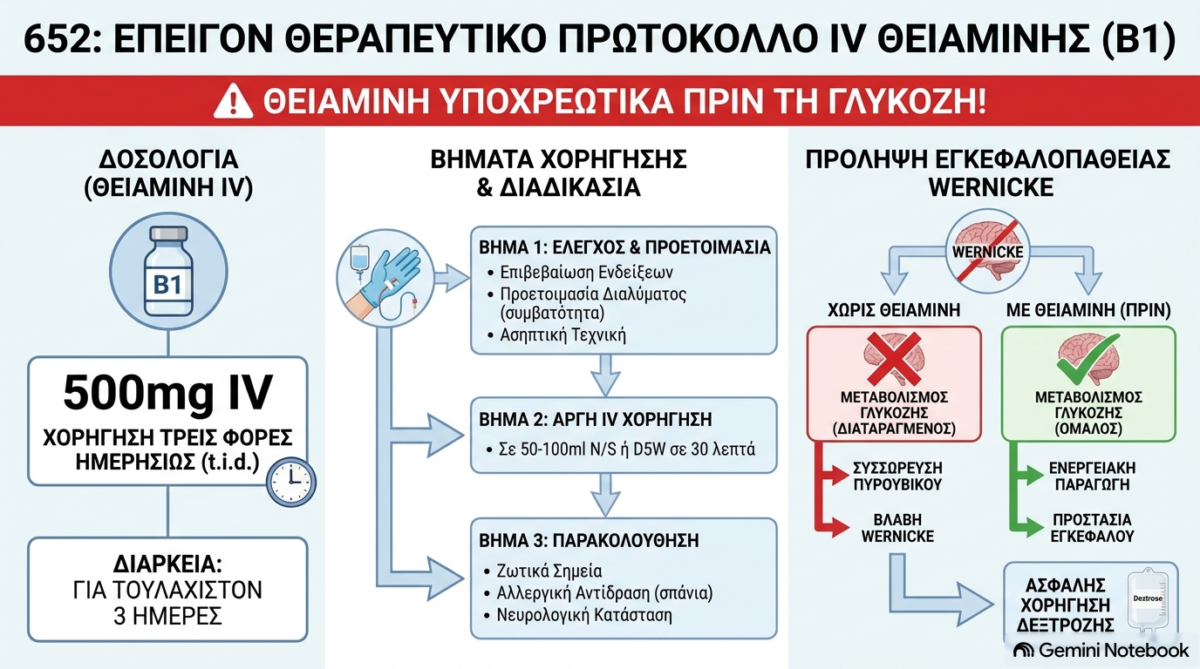 652: ΕΠΕΙΓΟΝ ΘΕΡΑΠΕΥΤΙΚΟ ΠΡΩΤΟΚΟΛΛΟ IV ΘΕΙΑΜΙΝΗΣ (B1)
ΘΕΙΑΜΙΝΗ ΥΠΟΧΡΕΩΤΙΚΑ ΠΡΙΝ ΤΗ ΓΛΥΚΟΖΗ!
ΔΟΣΟΛΟΓΙΑ
(ΘΕΙΑΜΙΝΗ IV)
B1
500mg IV
ΧΟΡΗΓΗΣΗ ΤΡΕΙΣ ΦΟΡΕΣ
ΗΜΕΡΗΣΙΩΣ (t.i.d.)
ΔΙΑΡΚΕΙΑ:
ΓΙΑ ΤΟΥΛΑΧΙΣΤΟΝ
3 ΗΜΕΡΕΣ
ΒΗΜΑΤΑ ΧΟΡΗΓΗΣΗΣ
& ΔΙΑΔΙΚΑΣΙΑ
ΒΗΜΑ 1: ΕΛΕΓΧΟΣ & ΠΡΟΕΤΟΙΜΑΣΙΑ
• Επιβεβαίωση Ενδείξεων
• Προετοιμασία Διαλύματος
(συμβατότητα)
• Ασηπτική Τεχνική
ΒΗΜΑ 2: ΑΡΓΗ IV ΧΟΡΗΓΗΣΗ
• Σε 50-100ml N/S ή D5W σε 30 λεπτά
ΒΗΜΑ 3: ΠΑΡΑΚΟΛΟΥΘΗΣΗ
• Ζωτικά Σημεία
• Αλλεργική Αντίδραση (σπάνια)
• Νευρολογική Κατάσταση
ΠΡΟΛΗΨΗ ΕΓΚΕΦΑΛΟΠΑΘΕΙΑΣ
WERNICKE
WERNICKE
ΧΩΡΙΣ ΘΕΙΑΜΙΝΗ
ΜΕΤΑΒΟΛΙΣΜΟΣ
ΓΛΥΚΟΖΗΣ
(ΔΙΑΤΑΡΑΓΜΕΝΟΣ)
ΣΥΣΣΩΡΕΥΣΗ
ΠΥΡΟΥΒΙΚΟΥ
ΒΛΑΒΗ
WERNICKE
ΜΕ ΘΕΙΑΜΙΝΗ (ΠΡΙΝ)
ΜΕΤΑΒΟΛΙΣΜΟΣ
ΓΛΥΚΟΖΗΣ
(ΟΜΑΛΟΣ)
ΕΝΕΡΓΕΙΑΚΗ
ΠΑΡΑΓΩΓΗ
ΠΡΟΣΤΑΣΙΑ
ΕΓΚΕΦΑΛΟΥ
ΑΣΦΑΛΗΣ
ΧΟΡΗΓΗΣΗ
ΔΕΞΤΡΟΖΗΣ
Deztrose
Gemini Notebook